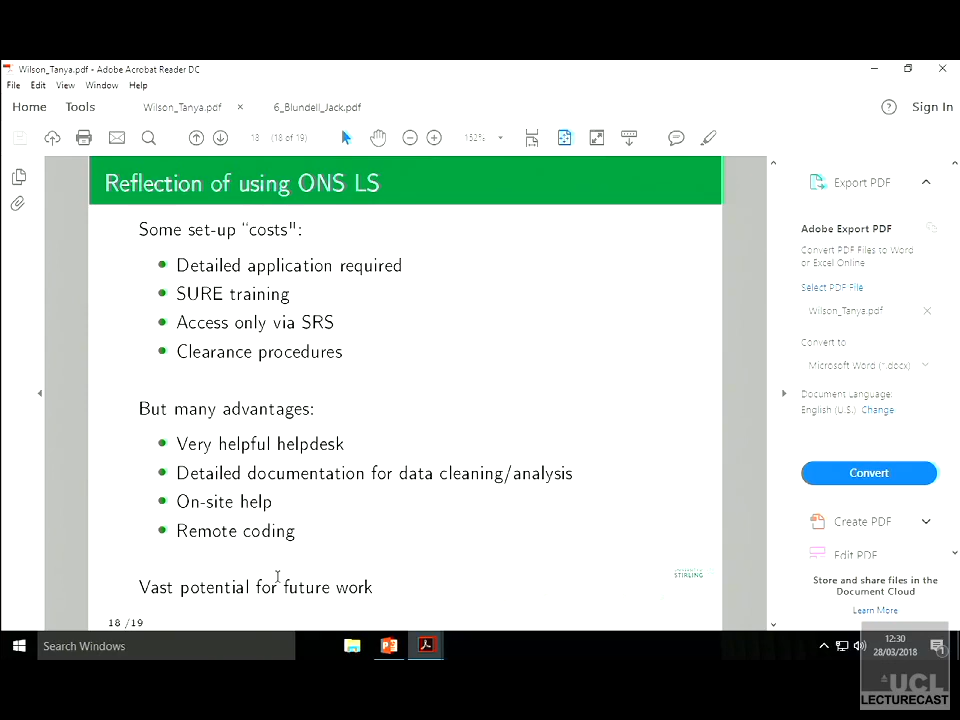 Wilson_Tanya.pdf - Adobe Acrobat Reader DC
File Edit View Window Help
Home Tools Wilson_Tanya.pdf × 6_Blundell_Jack.pdf Sign In
18 (18 of 19) 152%
Reflection of using ONS LS
Export PDF
Some set-up “costs":
Adobe Export PDF
Convert PDF Files to Word
or Excel Online
Detailed application required
Select PDF File
SURE training
Wilson_Tanya.pdf
Access only via SRS
Convert to
Clearance procedures
Microsoft Word (*.docx)
Document Language:
English (U.S.) Change
But many advantages:
Very helpful helpdesk
Detailed documentation for data cleaning/analysis
Convert
On-site help
Create PDF
Remote coding
Edit PDF
Vast potential for future work
STIRLING
Store and share files in the
Document Cloud
Learn More
18 /19
Search Windows
12:30
28/03/2018
UCL
LECTURECAST